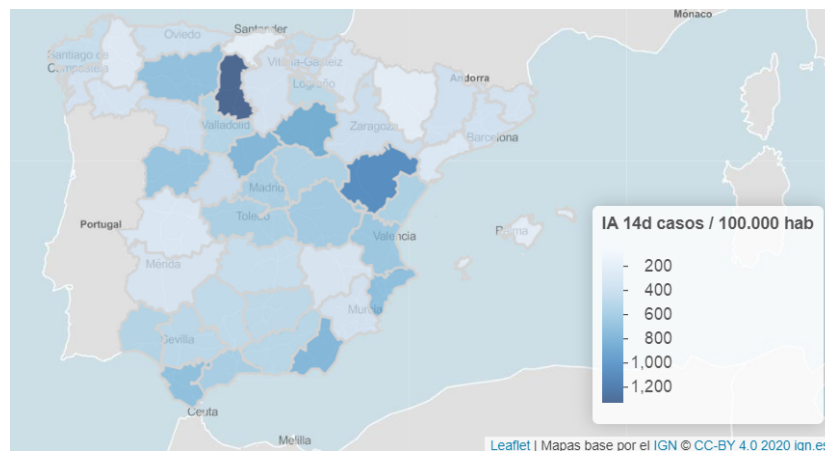 Mónaco
Santander
Oviedo
Santiago de
Compostela
Vitoria-Gasteiz
Logroño
Andorra
Valladolid
Zaragoza
Barcelona
Madrid
Portugal
Toledo
Palma
Valencia
Mérida
Murcia
Sevilla
Ceuta
Melilla
IA 14d casos / 100.000 hab
200
400
600
800
1,000
1,200
Leaflet | Mapas base por el IGN © CC-BY 4.0 2020 ign.es